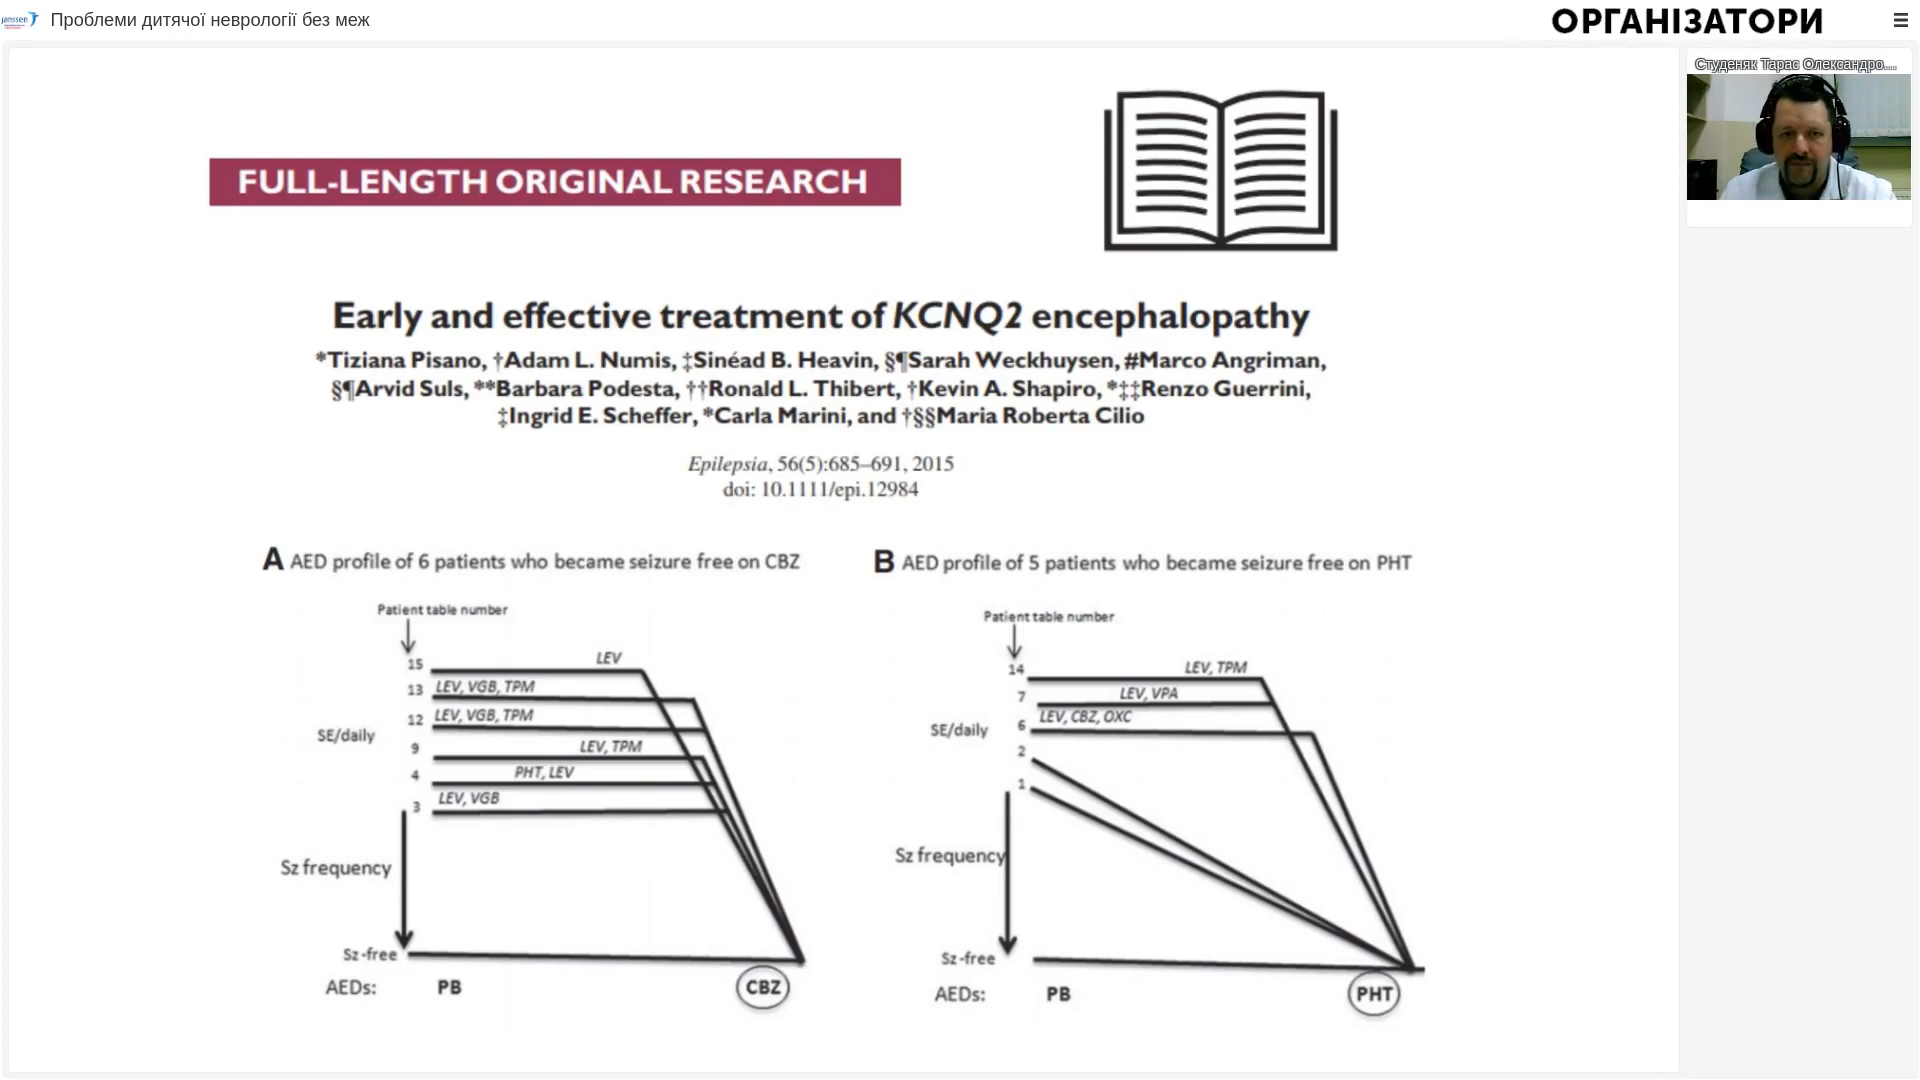 janssen
Проблеми дитячої неврології без меж
ОРГАНІЗАТОРИ
Студеняк Тарас Олександро...
FULL-LENGTH ORIGINAL RESEARCH
Early and effective treatment of KCNQ2 encephalopathy
*Tiziana Pisano, †Adam L. Numis, ‡Sinéad B. Heavin, §¶Sarah Weckhuysen, #Marco Angriman,
§¶Arvid Suls, **Barbara Podesta, ††Ronald L. Thibert, †Kevin A. Shapiro, *‡‡Renzo Guerrini,
‡Ingrid E. Scheffer, *Carla Marini, and †§§Maria Roberta Cilio
Epilepsia, 56(5):685–691, 2015
doi: 10.1111/epi.12984
A AED profile of 6 patients who became seizure free on CBZ
Patient table number
15 LEV
13 LEV, VGB, TPM
12 LEV, VGB, TPM
SE/daily
9 LEV, TPM
4 PHT, LEV
3 LEV, VGB
Sz frequency
Sz-free
AEDs: PB CBZ
B AED profile of 5 patients who became seizure free on PHT
Patient table number
14 LEV, TPM
7 LEV, VPA
6 LEV, CBZ, OXC
SE/daily
2
1
Sz frequency
Sz-free
AEDs: PB PHT